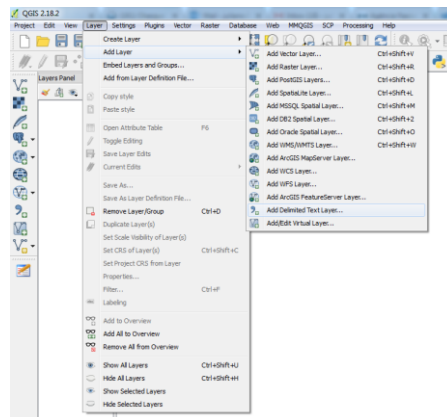 QGIS 2.18.2
Project Edit View Layer Settings Plugins Vector Raster Database Web MMQGIS SCP Processing Help
Create Layer
Add Layer
Embed Layers and Groups...
Add from Layer Definition File...
Copy style
Paste style
Open Attribute Table F6
Toggle Editing
Save Layer Edits
Current Edits
Save As...
Save As Layer Definition File...
Remove Layer/Group Ctrl+D
Duplicate Layer(s)
Set Scale Visibility of Layer(s)
Set CRS of Layer(s) Ctrl+Shift+C
Set Project CRS from Layer
Properties...
Filter... Ctrl+F
Labeling
Add to Overview
Add All to Overview
Remove All from Overview
Show All Layers Ctrl+Shift+U
Hide All Layers Ctrl+Shift+H
Show Selected Layers
Hide Selected Layers
Layers Panel
Add Vector Layer... Ctrl+Shift+V
Add Raster Layer... Ctrl+Shift+R
Add PostGIS Layers... Ctrl+Shift+D
Add SpatiaLite Layer... Ctrl+Shift+L
Add MSSQL Spatial Layer... Ctrl+Shift+M
Add DB2 Spatial Layer... Ctrl+Shift+2
Add Oracle Spatial Layer... Ctrl+Shift+O
Add WMS/WMTS Layer... Ctrl+Shift+W
Add ArcGIS MapServer Layer...
Add WCS Layer...
Add WFS Layer...
Add ArcGIS FeatureServer Layer...
Add Delimited Text Layer...
Add/Edit Virtual Layer...